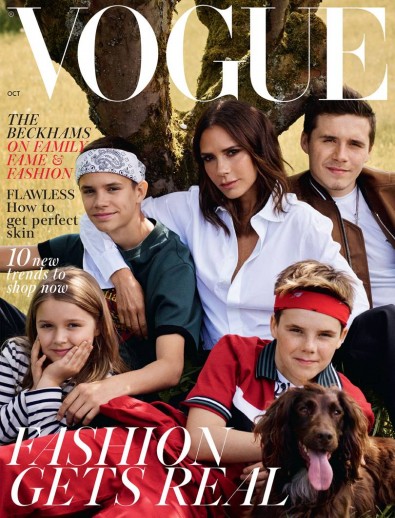 VOGUE
OCT
THE
BECKHAMS
ON FAMILY,
FAME &
FASHION
FLAWLESS
How to
get perfect
skin
10 new
trends to
shop now
FASHION
GETS REAL